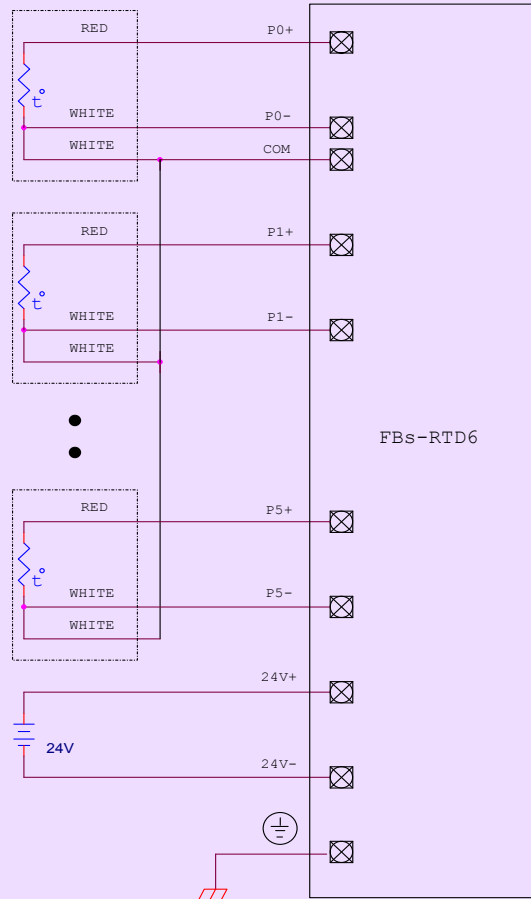 RED P0+
t°
WHITE P0-
WHITE COM
RED P1+
t°
WHITE P1-
WHITE
FBs-RTD6
RED P5+
t°
WHITE P5-
WHITE
24V+
24V
24V-